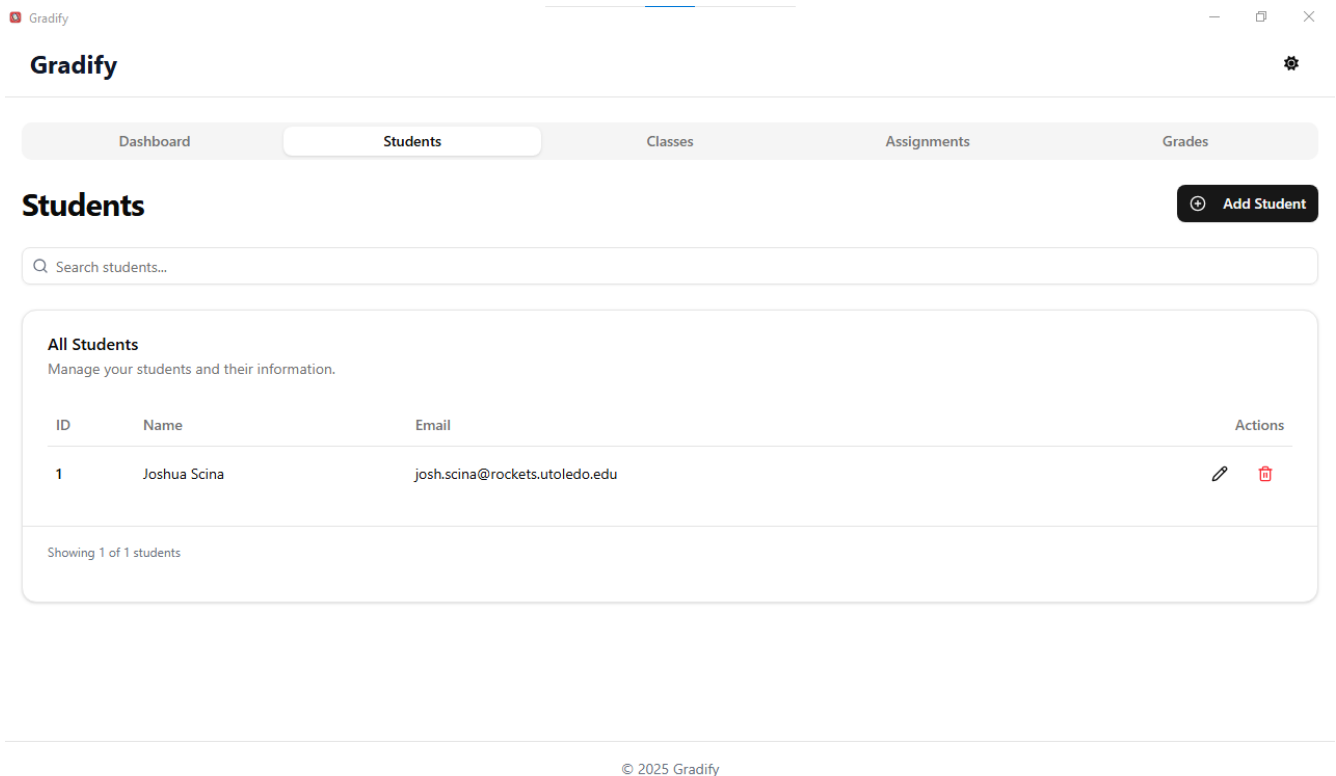 Gradify
Gradify
Dashboard Students Classes Assignments Grades
Students
Add Student
Search students...
All Students
Manage your students and their information.
ID Name Email Actions
1 Joshua Scina josh.scina@rockets.utoledo.edu
Showing 1 of 1 students
© 2025 Gradify